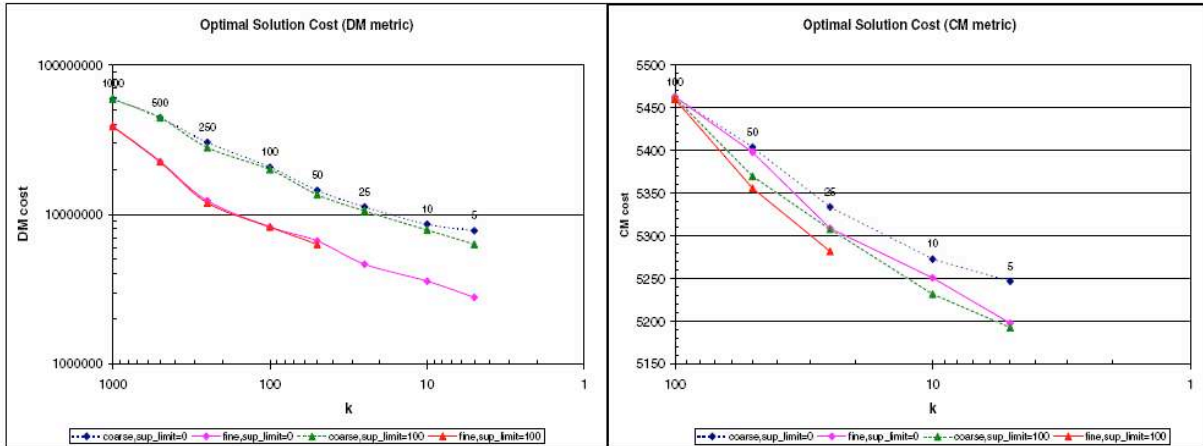 Optimal Solution Cost (DM metric)
100000000
10000000
1000000
DM cost
1000
500
250
100
50
25
10
5
1000
100
10
1
k
coarse,sup_limit=0
fine,sup_limit=0
coarse,sup_limit=100
fine,sup_limit=100
Optimal Solution Cost (CM metric)
5500
5450
5400
5350
5300
5250
5200
5150
CM cost
100
50
25
10
5
100
10
1
k
coarse,sup_limit=0
fine,sup_limit=0
coarse,sup_limit=100
fine,sup_limit=100